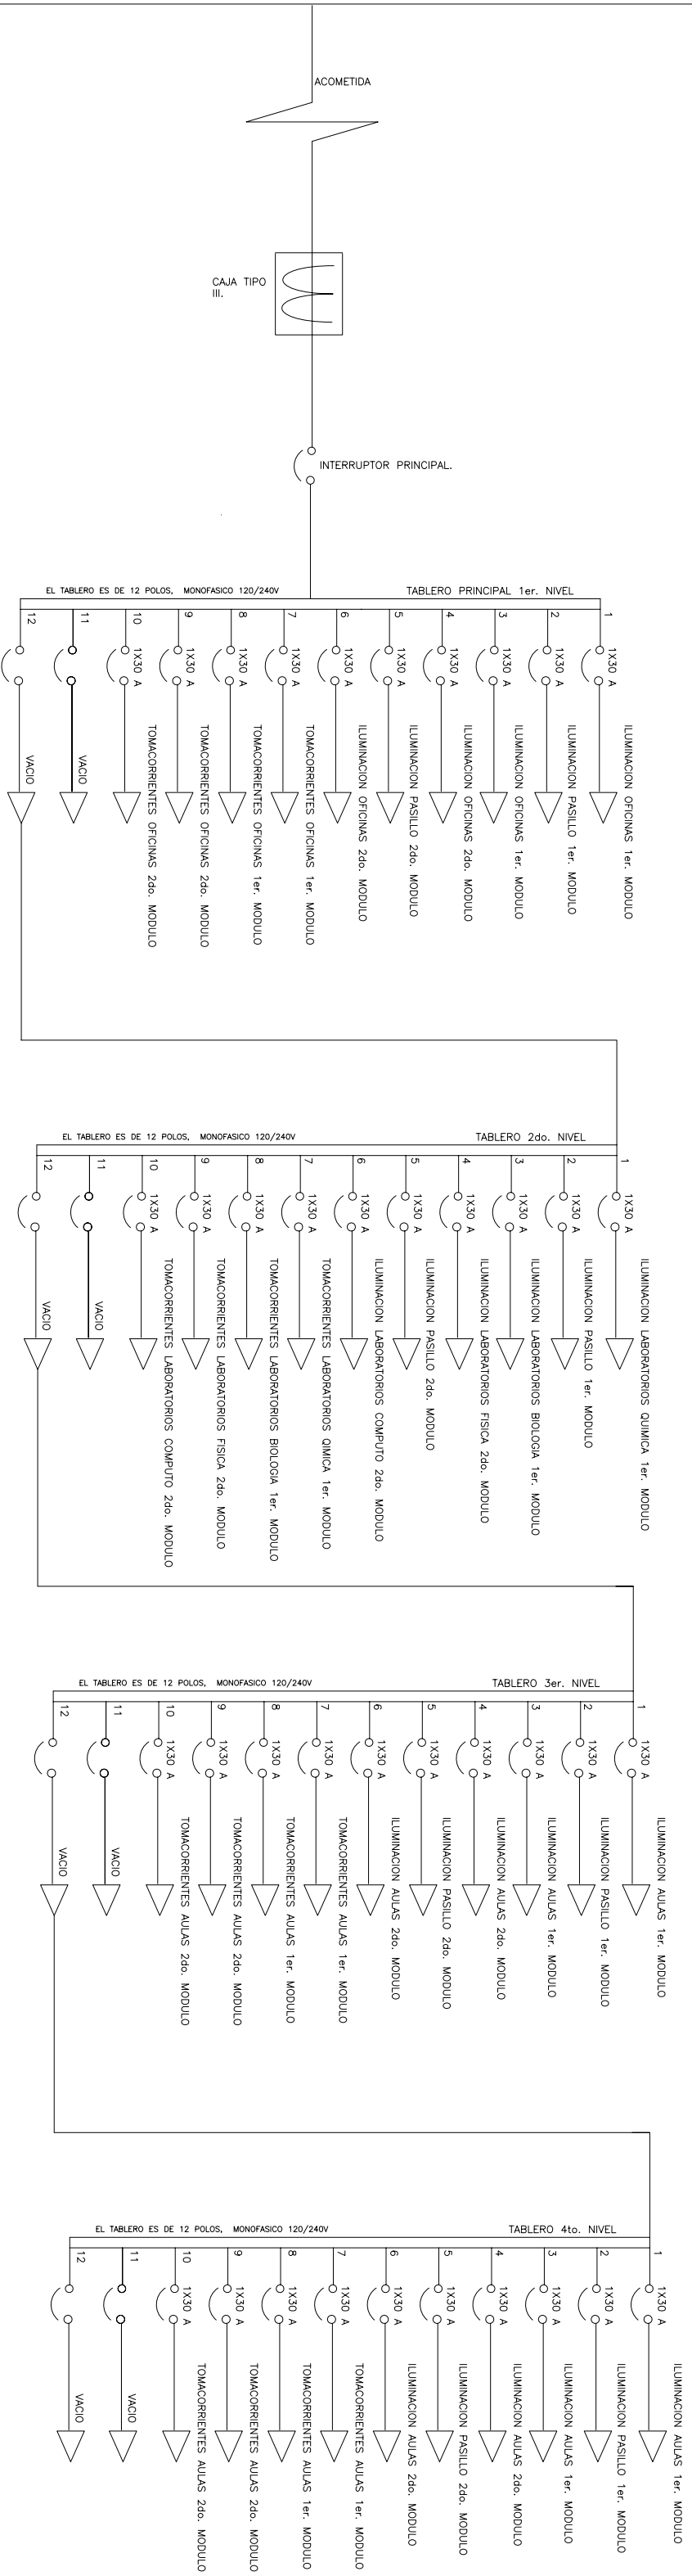 ACOMETIDA
CAJA TIPO
III.
INTERRUPTOR PRINCIPAL.
EL TABLERO ES DE 12 POLOS, MONOFASICO 120/240V
TABLERO PRINCIPAL 1er. NIVEL
1
1X30 A
ILUMINACION OFICINAS 1er. MODULO
2
1X30 A
ILUMINACION PASILLO 1er. MODULO
3
1X30 A
ILUMINACION OFICINAS 1er. MODULO
4
1X30 A
ILUMINACION OFICINAS 2do. MODULO
5
1X30 A
ILUMINACION PASILLO 2do. MODULO
6
1X30 A
ILUMINACION OFICINAS 2do. MODULO
7
1X30 A
TOMACORRIENTES OFICINAS 1er. MODULO
8
1X30 A
TOMACORRIENTES OFICINAS 1er. MODULO
9
1X30 A
TOMACORRIENTES OFICINAS 2do. MODULO
10
1X30 A
TOMACORRIENTES OFICINAS 2do. MODULO
11
VACIO
12
VACIO
EL TABLERO ES DE 12 POLOS, MONOFASICO 120/240V
TABLERO 2do. NIVEL
1
1X30 A
ILUMINACION LABORATORIOS QUIMICA 1er. MODULO
2
1X30 A
ILUMINACION PASILLO 1er. MODULO
3
1X30 A
ILUMINACION LABORATORIOS BIOLOGIA 1er. MODULO
4
1X30 A
ILUMINACION LABORATORIOS FISICA 2do. MODULO
5
1X30 A
ILUMINACION PASILLO 2do. MODULO
6
1X30 A
ILUMINACION LABORATORIOS COMPUTO 2do. MODULO
7
1X30 A
TOMACORRIENTES LABORATORIOS QIMICA 1er. MODULO
8
1X30 A
TOMACORRIENTES LABORATORIOS BIOLOGIA 1er. MODULO
9
1X30 A
TOMACORRIENTES LABORATORIOS FISICA 2do. MODULO
10
1X30 A
TOMACORRIENTES LABORATORIOS COMPUTO 2do. MODULO
11
VACIO
12
VACIO
EL TABLERO ES DE 12 POLOS, MONOFASICO 120/240V
TABLERO 3er. NIVEL
1
1X30 A
ILUMINACION AULAS 1er. MODULO
2
1X30 A
ILUMINACION PASILLO 1er. MODULO
3
1X30 A
ILUMINACION AULAS 1er. MODULO
4
1X30 A
ILUMINACION AULAS 2do. MODULO
5
1X30 A
ILUMINACION PASILLO 2do. MODULO
6
1X30 A
ILUMINACION AULAS 2do. MODULO
7
1X30 A
TOMACORRIENTES AULAS 1er. MODULO
8
1X30 A
TOMACORRIENTES AULAS 1er. MODULO
9
1X30 A
TOMACORRIENTES AULAS 2do. MODULO
10
1X30 A
TOMACORRIENTES AULAS 2do. MODULO
11
VACIO
12
VACIO
EL TABLERO ES DE 12 POLOS, MONOFASICO 120/240V
TABLERO 4to. NIVEL
1
1X30 A
ILUMINACION AULAS 1er. MODULO
2
1X30 A
ILUMINACION PASILLO 1er. MODULO
3
1X30 A
ILUMINACION AULAS 1er. MODULO
4
1X30 A
ILUMINACION AULAS 2do. MODULO
5
1X30 A
ILUMINACION PASILLO 2do. MODULO
6
1X30 A
ILUMINACION AULAS 2do. MODULO
7
1X30 A
TOMACORRIENTES AULAS 1er. MODULO
8
1X30 A
TOMACORRIENTES AULAS 1er. MODULO
9
1X30 A
TOMACORRIENTES AULAS 2do. MODULO
10
1X30 A
TOMACORRIENTES AULAS 2do. MODULO
11
VACIO
12
VACIO